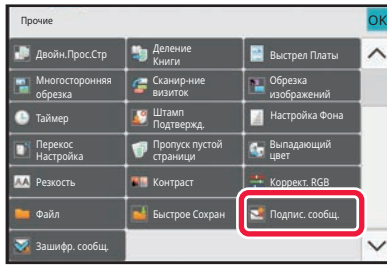 Прочие
OK
Двойн.Прос.Стр
Деление
Книги
Выстрел Платы
Многосторонняя
обрезка
Сканир-ние
визиток
Обрезка
изображений
Таймер
Штамп
Подтвержд.
Настройка Фона
Перекос
Настройка
Пропуск пустой
страници
Выпадающий
цвет
Резкость
Контраст
Коррект. RGB
Файл
Быстрое Сохран
Подпис. сообщ.
Зашифр. сообщ.